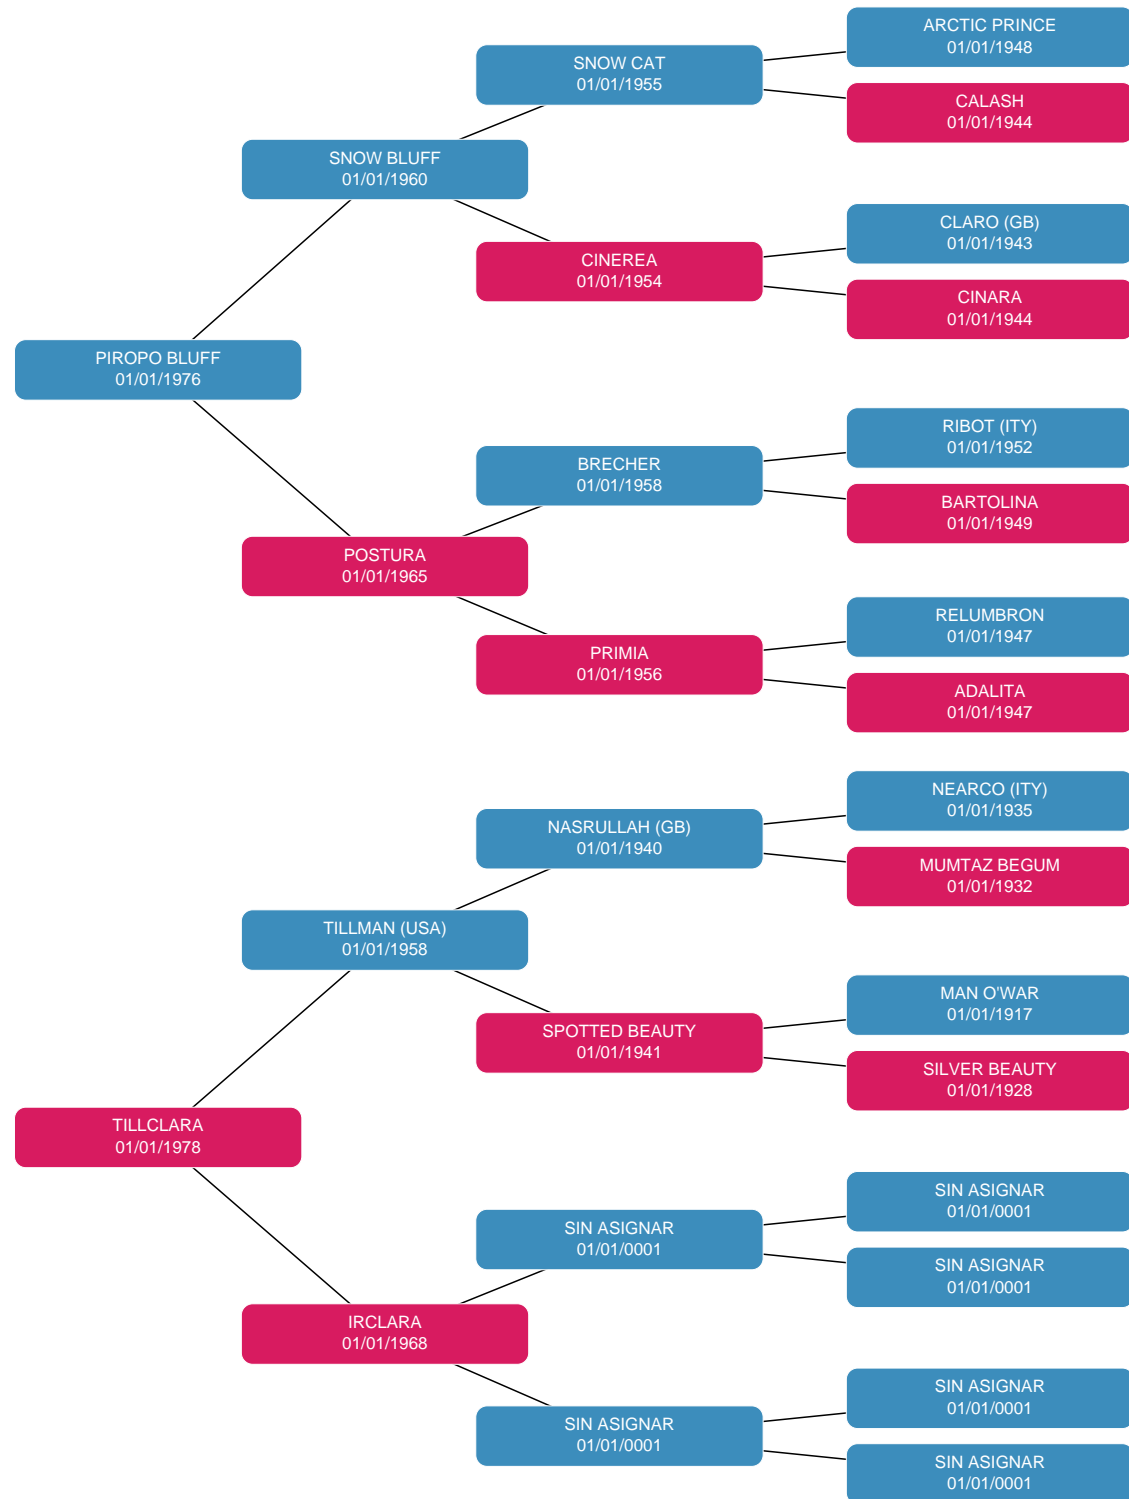 ARCTIC PRINCE
01/01/1948
SNOW CAT
01/01/1955
CALASH
01/01/1944
SNOW BLUFF
01/01/1960
CLARO (GB)
01/01/1943
CINEREA
01/01/1954
CINARA
01/01/1944
PIROPO BLUFF
01/01/1976
RIBOT (ITY)
01/01/1952
BRECHER
01/01/1958
BARTOLINA
01/01/1949
POSTURA
01/01/1965
RELUMBRON
01/01/1947
PRIMIA
01/01/1956
ADALITA
01/01/1947
NEARCO (ITY)
01/01/1935
NASRULLAH (GB)
01/01/1940
MUMTAZ BEGUM
01/01/1932
TILLMAN (USA)
01/01/1958
MAN O'WAR
01/01/1917
SPOTTED BEAUTY
01/01/1941
SILVER BEAUTY
01/01/1928
TILLCLARA
01/01/1978
SIN ASIGNAR
01/01/0001
SIN ASIGNAR
01/01/0001
SIN ASIGNAR
01/01/0001
IRCLARA
01/01/1968
SIN ASIGNAR
01/01/0001
SIN ASIGNAR
01/01/0001
SIN ASIGNAR
01/01/0001